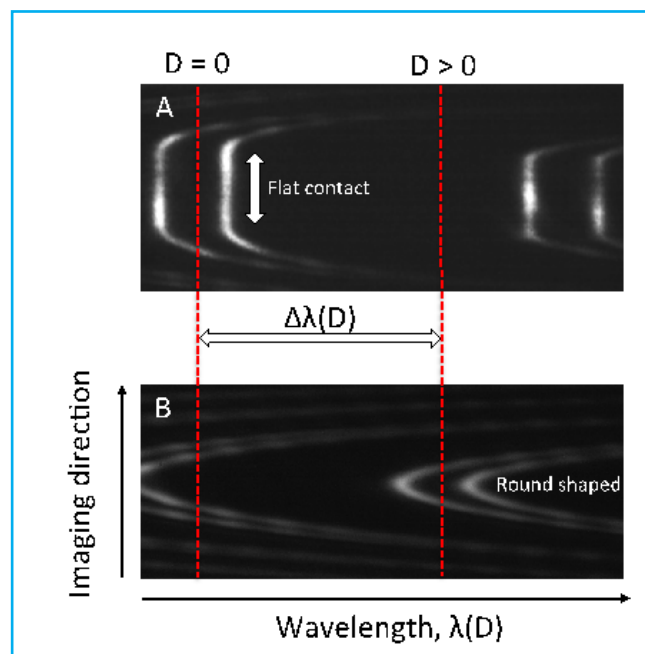 D = 0
D > 0
A
Flat contact
Δλ(D)
Imaging direction
B
Round shaped
Wavelength, λ(D)